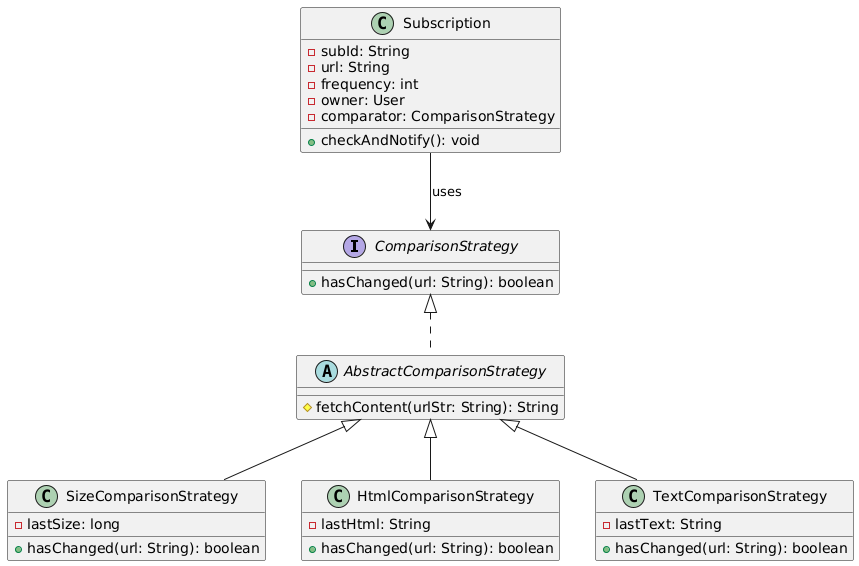 C Subscription
subId: String
url: String
frequency: int
owner: User
comparator: ComparisonStrategy
checkAndNotify(): void
uses
I ComparisonStrategy
hasChanged(url: String): boolean
A AbstractComparisonStrategy
fetchContent(urlStr: String): String
C SizeComparisonStrategy
lastSize: long
hasChanged(url: String): boolean
C HtmlComparisonStrategy
lastHtml: String
hasChanged(url: String): boolean
C TextComparisonStrategy
lastText: String
hasChanged(url: String): boolean